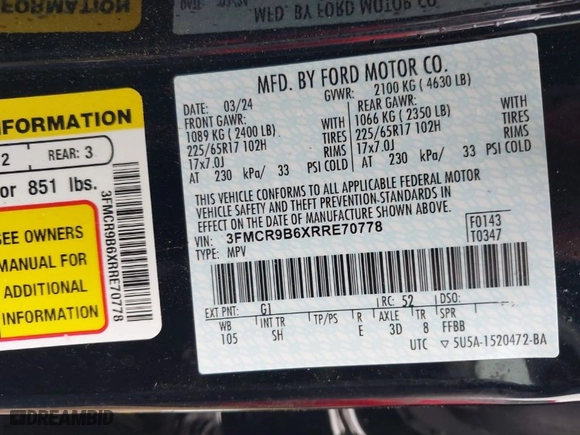 MFD. BY FORD MOTOR CO.
INFORMATION
MFD. BY FORD MOTOR CO.
DATE: 03/24 GVWR: 2100 KG ( 4630 LB)
FRONT GAWR: REAR GAWR:
1089 KG ( 2400 LB) WITH 1066 KG ( 2350 LB) WITH
225/65R17 102H TIRES 225/65R17 102H TIRES
17x7.0J RIMS 17x7.0J RIMS
AT 230 kPa/ 33 PSI COLD AT 230 kPa/ 33 PSI COLD
THIS VEHICLE CONFORMS TO ALL APPLICABLE FEDERAL MOTOR
VEHICLE SAFETY AND THEFT PREVENTION STANDARDS IN
EFFECT ON THE DATE OF MANUFACTURE SHOWN ABOVE.
VIN: 3FMCR9B6XRRE70778 F0143
TYPE: MPV T0347
EXT PNT: G1 RC: 52 DSO:
WB INT TR TP/PS R AXLE TR SPR
105 SH E 3D 8 FFBB
UTC ▽ 5U5A-1520472-BA
FORMATION
2 REAR: 3
or 851 lbs.
SEE OWNERS
MANUAL FOR
ADDITIONAL
INFORMATION
3FMCR9B6XRRE70778
DREAMBID